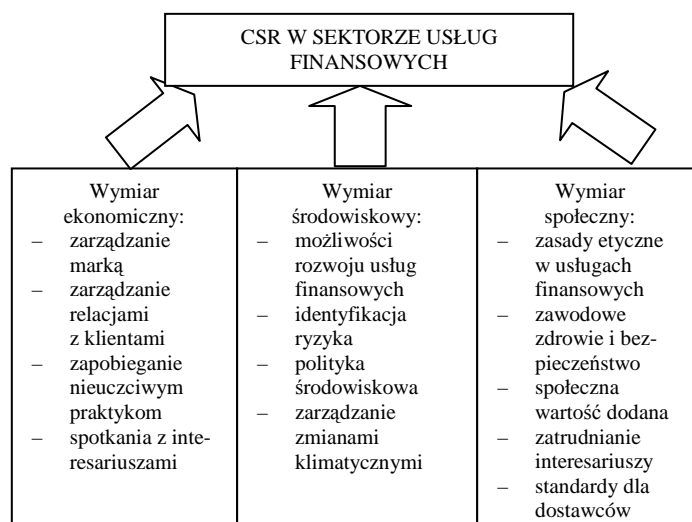 CSR W SEKTORZE USŁUG
FINANSOWYCH
Wymiar
ekonomiczny:
– zarządzanie
marką
– zarządzanie
relacjami
z klientami
– zapobieganie
nieuczciwym
praktykom
– spotkania z inte-
resariuszami
Wymiar
środowiskowy:
– możliwości
rozwoju usług
finansowych
– identyfikacja
ryzyka
– polityka
środowiskowa
– zarządzanie
zmianami
klimatycznymi
Wymiar
społeczny:
– zasady etyczne
w usługach
finansowych
– zawodowe
zdrowie i bez-
pieczeństwo
– społeczna
wartość dodana
– zatrudnianie
interesariuszy
– standardy dla
dostawców